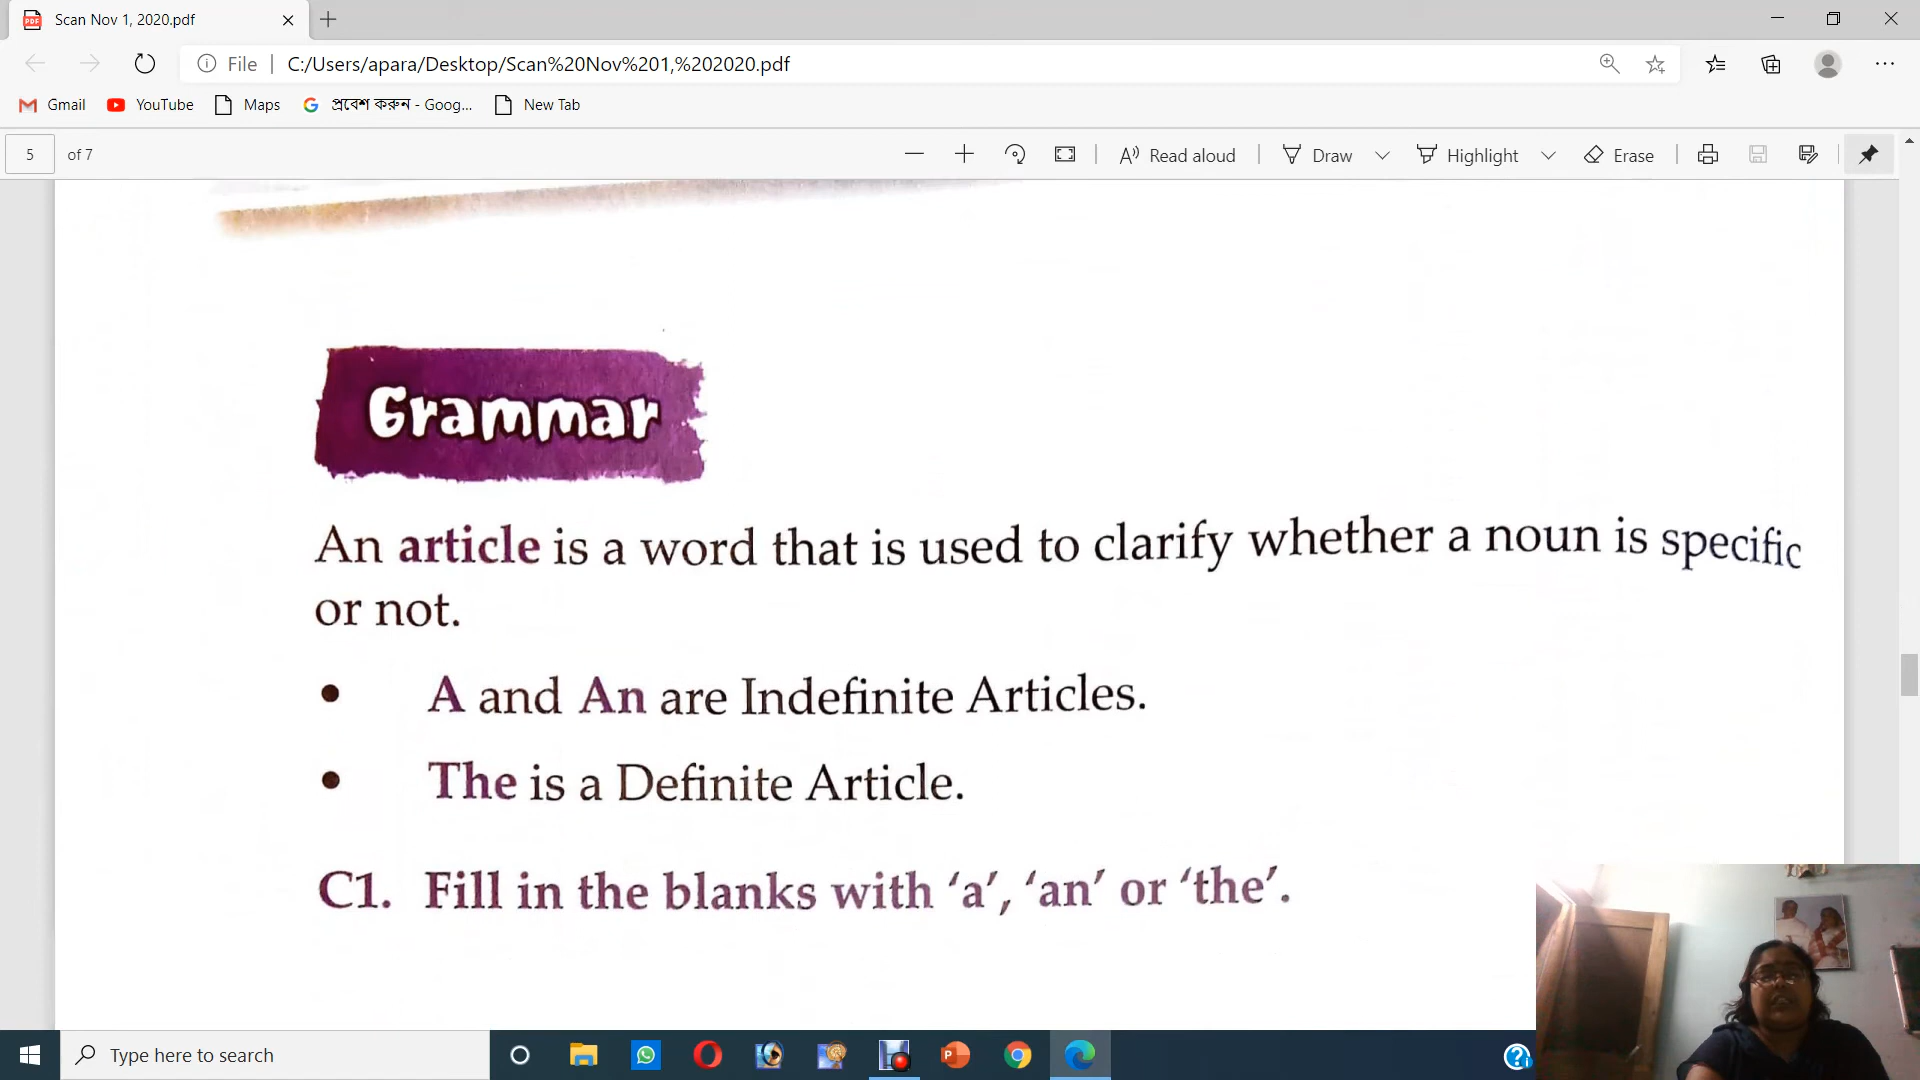 Scan Nov 1, 2020.pdf
File
C:/Users/apara/Desktop/Scan%20Nov%201,%202020.pdf
Gmail
YouTube
Maps
প্রবেশ করুন - Goog...
New Tab
5
of 7
Read aloud
Draw
Highlight
Erase
Grammar
An article is a word that is used to clarify whether a noun is specific
or not.
• A and An are Indefinite Articles.
• The is a Definite Article.
C1. Fill in the blanks with ‘a’, ‘an’ or ‘the’.
Type here to search